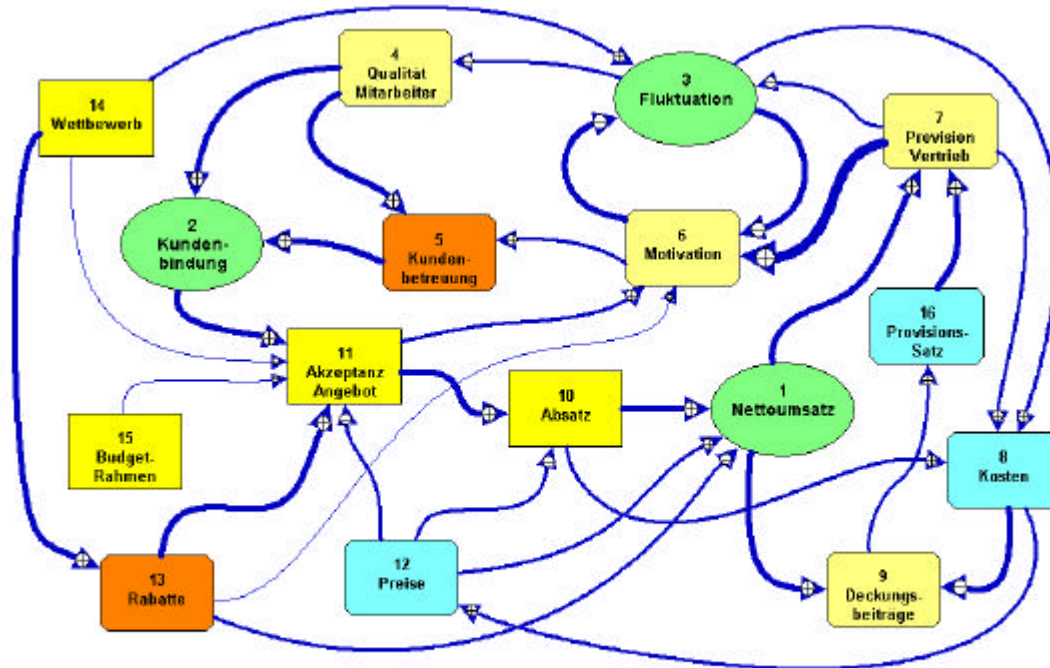 14
Wettbewerb
4
Qualität
Mitarbeiter
3
Fluktuation
7
Provision
Vertrieb
2
Kunden-
bindung
5
Kunden-
betreuung
6
Motivation
16
Provisions-
Satz
11
Akzeptanz
Angebot
10
Absatz
1
Nettoumsatz
15
Budget-
Rahmen
8
Kosten
13
Rabatte
12
Preise
9
Deckungs-
beiträge